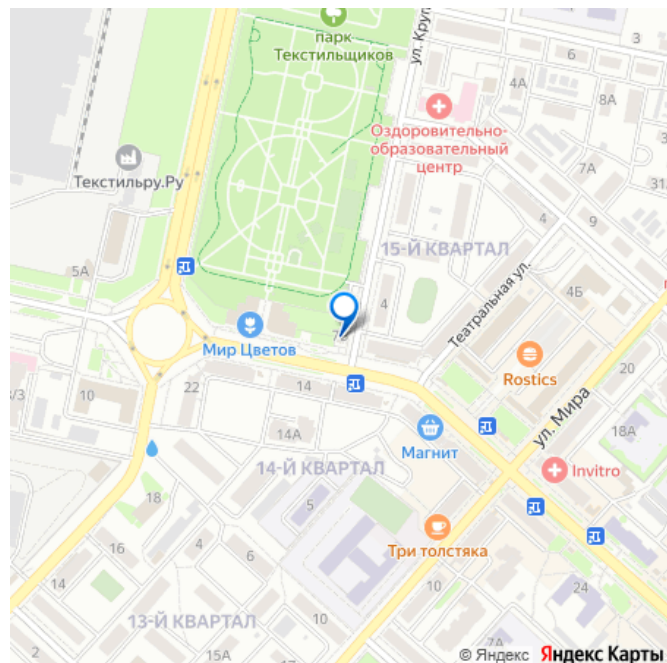 парк
Текстильщиков
ул. Круп
3
6
4А
8А
Оздоровительно-
образовательный
центр
7А
31
Текстильру.Ру
4
9
15-Й КВАРТАЛ
5А
4
Театральная ул.
4Б
7
Мир Цветов
Rostics
20
к/3
10
22
14
ул. Мира
18А
14А
Магнит
14-Й КВАРТАЛ
Invitro
5
18
Три толстяка
16
4
6
14
10
24
13-Й КВАРТАЛ
10
2
15А
7А
© Яндекс Яндекс Карты